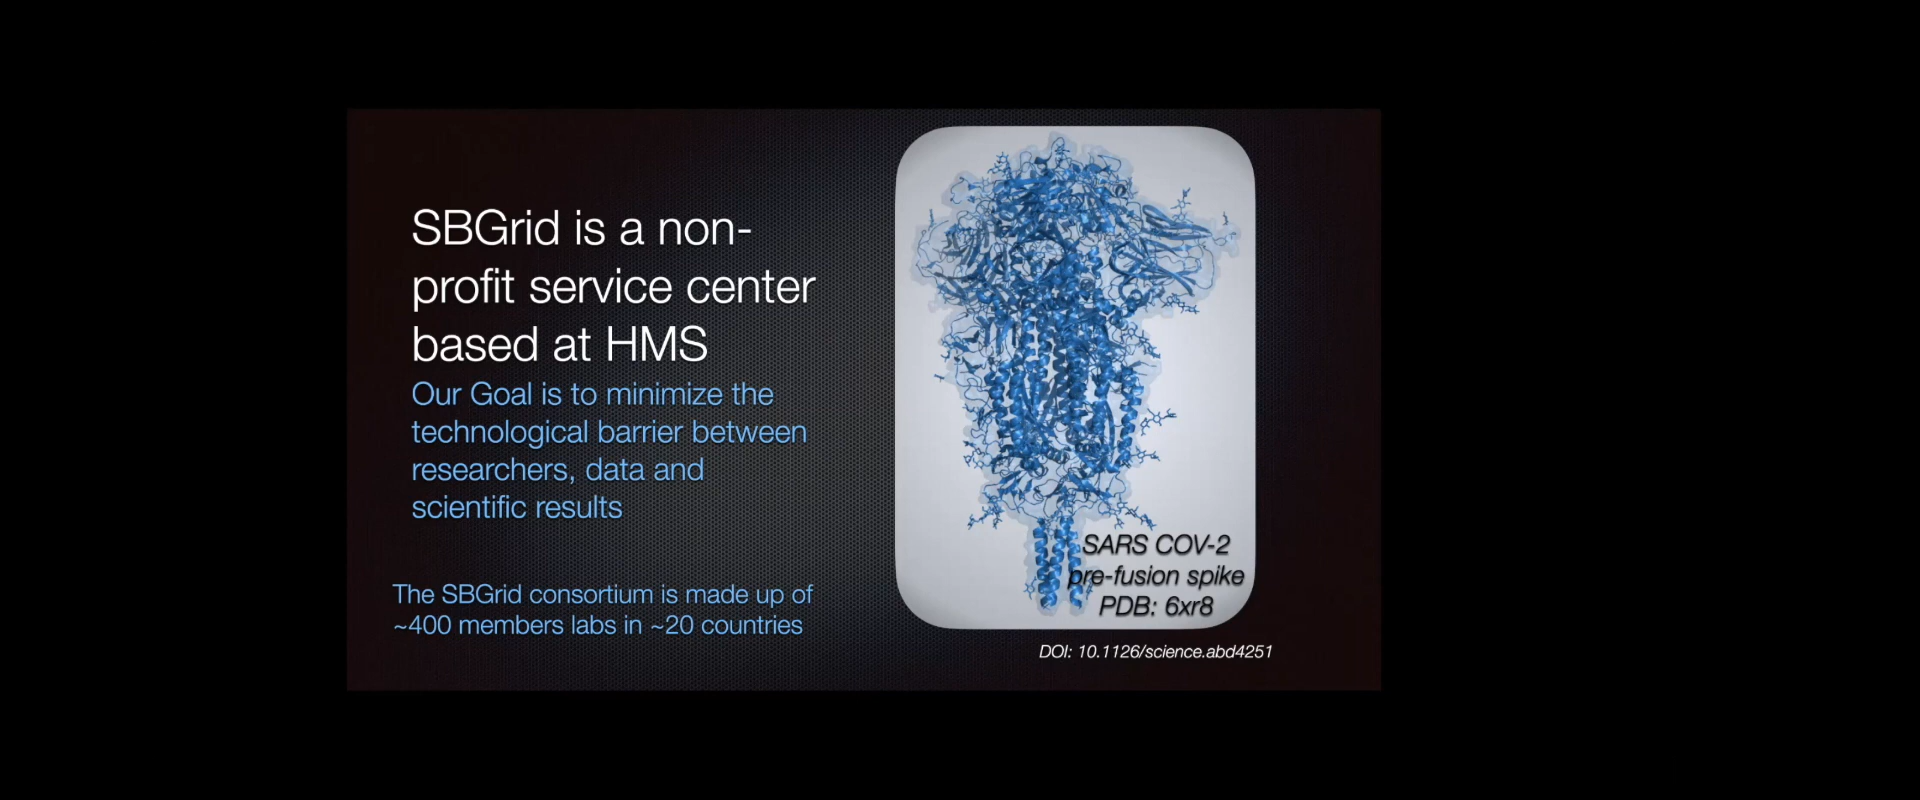 SBGrid is a non-
profit service center
based at HMS
Our Goal is to minimize the
technological barrier between
researchers, data and
scientific results
The SBGrid consortium is made up of
~400 members labs in ~20 countries
SARS COV-2
pre-fusion spike
PDB: 6xr8
DOI: 10.1126/science.abd4251